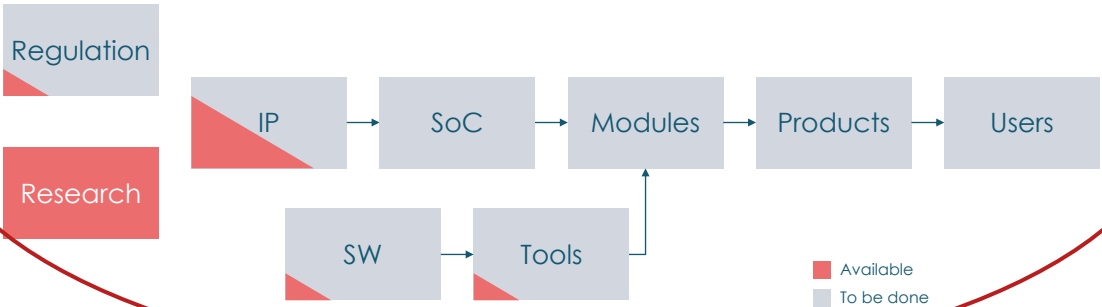 Regulation
IP
SoC
Modules
Products
Users
Research
SW
Tools
Available
To be done